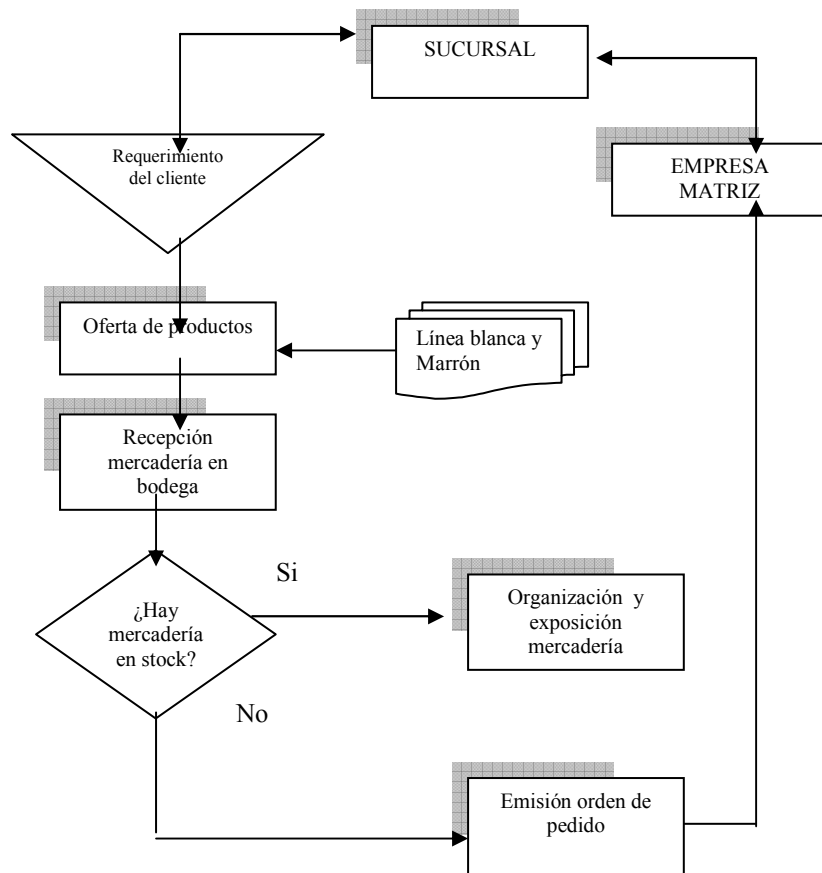 SUCURSAL
EMPRESA
MATRIZ
Requerimiento
del cliente
Oferta de productos
Línea blanca y
Marrón
Recepción
mercadería en
bodega
¿Hay
mercadería
en stock?
Si
Organización y
exposición
mercadería
No
Emisión orden de
pedido